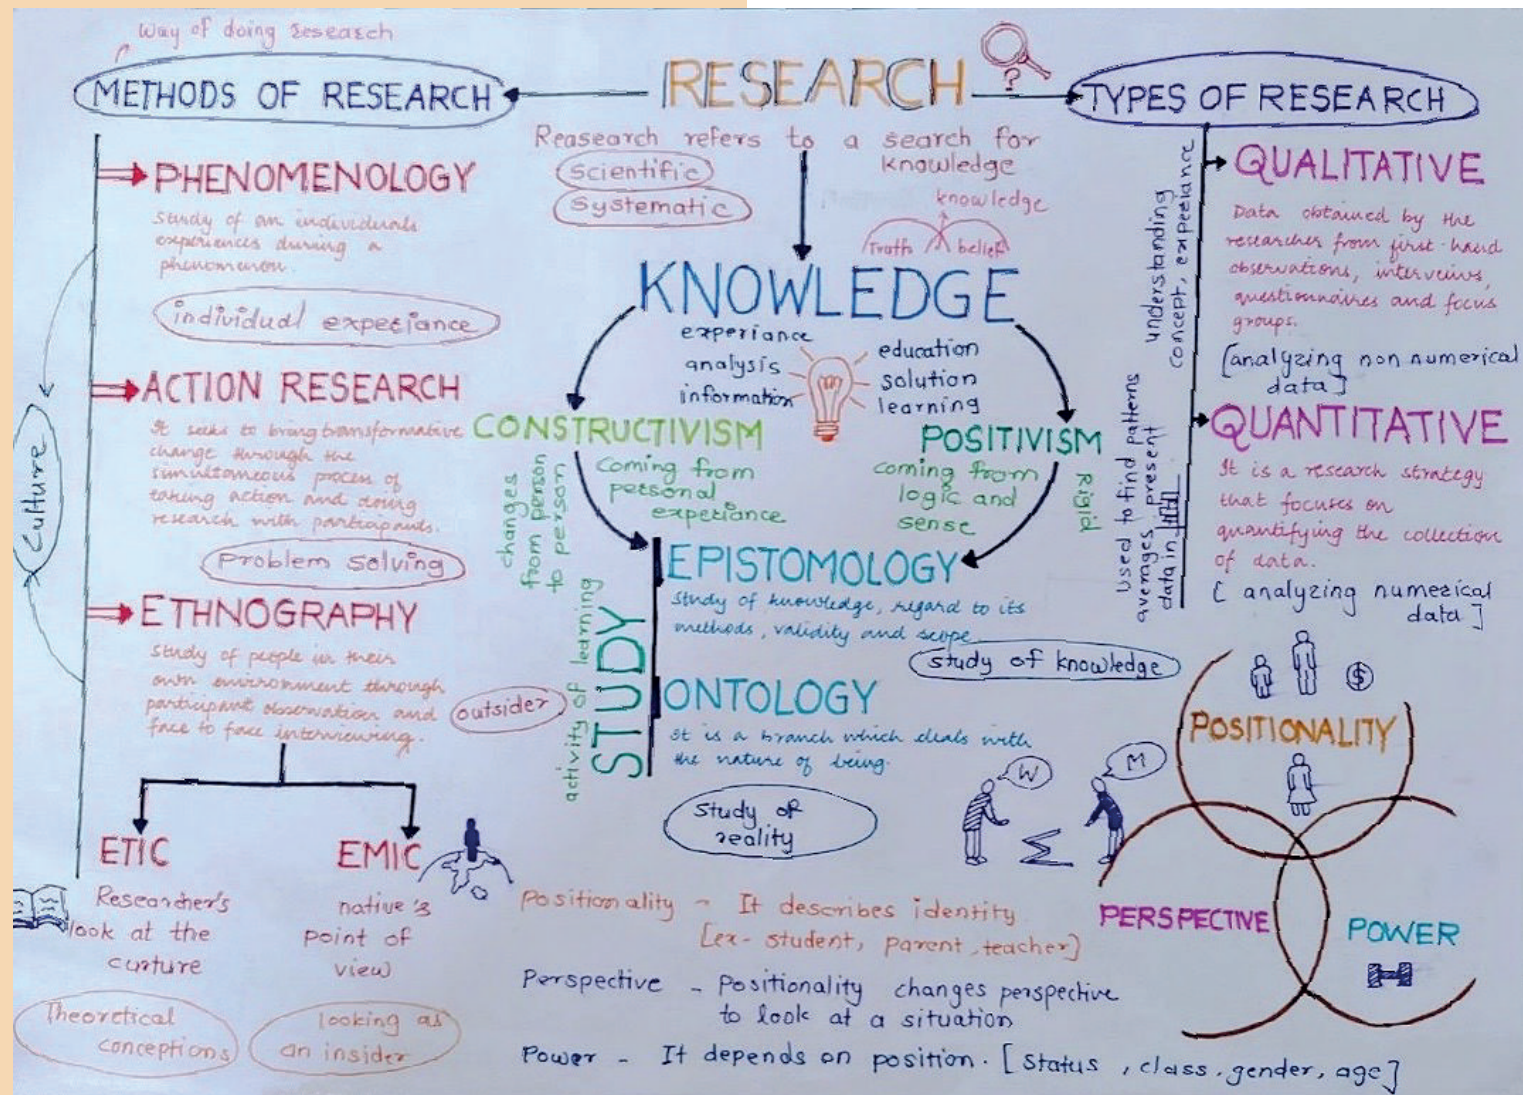 Way of doing research
METHODS OF RESEARCH
RESEARCH
?
TYPES OF RESEARCH
Reasearch refers to a search for
knowledge
Scientific
Systematic
knowledge
Truth
belief
PHENOMENOLOGY
Study of an individuals
experiences during a
phenomenon.
individual experiance
ACTION RESEARCH
It seeks to bring transformative
change through the
simultaneous process of
taking action and doing
research with participants.
Problem solving
ETHNOGRAPHY
Study of people in their
own environment through
participant observation and
face to face interviewing.
outsider
Culture
ETIC
Researcher's
look at the
curture
Theoretical
conceptions
EMIC
native's
point of
view
looking as
an insider
KNOWLEDGE
experiance
analysis
information
education
solution
learning
CONSTRUCTIVISM
Coming from
personal
experiance
changes
from person
to person
POSITIVISM
coming from
logic and
sense
Rigid
STUDY
activity of learning
EPISTOMOLOGY
Study of knowledge, regard to its
methods, validity and scope
study of knowledge
ONTOLOGY
It is a branch which deals with
the nature of being.
Study of
reality
understanding
concept, experiance
QUALITATIVE
Data obtained by the
researcher from first-hand
observations, interveiws,
questionnaires and focus
groups.
[analyzing non numerical
data]
used to find patterns
averages, present
data in
QUANTITATIVE
It is a research strategy
that focuses on
quantifying the collection
of data.
[ analyzing numerical
data ]
$
POSITIONALITY
W
M
PERSPECTIVE
POWER
Positionality - It describes identity
[ex- student, parent, teacher]
Perspective - Positionality changes perspective
to look at a situation
Power - It depends on position. [status, class, gender, age]